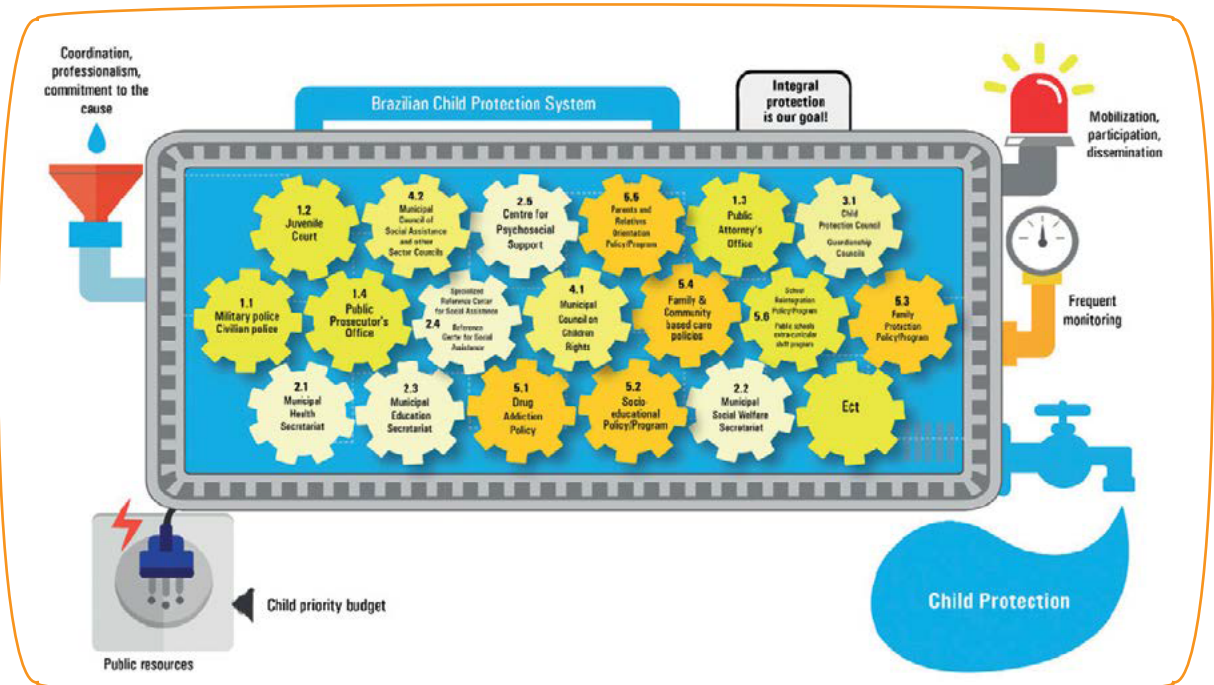 Coordination,
professionalism,
commitment to the
cause
Brazilian Child Protection System
Integral
protection
is our goal!
Mobilization,
participation,
dissemination
1.2
Juvenile
Court
4.2
Municipal
Council of
Social Assistance
and other
Sector Councils
2.5
Centre for
Psychosocial
Support
5.5
Parents and
Relatives
Orientation
Policy/Program
1.3
Public
Attorney's
Office
3.1
Child
Protection Council
Guardionship
Councils
1.1
Military police
Civilian police
1.4
Public
Prosecutor's
Office
Specialized
Reference Center
for Social Assistance
2.4
Reference
Center for Social
Assistance
4.1
Municipal
Council on
Children
Rights
5.4
Family &
Community
based care
policies
School
Reintegration
Policy/Program
5.6
Public schools
extra-curricular
shift program
5.3
Family
Protection
Policy/Program
Frequent
monitoring
2.1
Municipal
Health
Secretariat
2.3
Municipal
Education
Secretariat
5.1
Drug
Addiction
Policy
5.2
Socio-
educational
Policy/Program
2.2
Municipal
Social Welfare
Secretariat
Ect
Child priority budget
Public resources
Child Protection